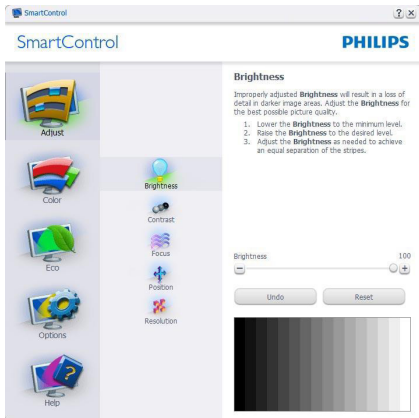 SmartControl
? ×
SmartControl
PHILIPS
Adjust
Color
Eco
Options
Help
Brightness
Contrast
Focus
Position
Resolution
Brightness
Improperly adjusted Brightness will result in a loss of
detail in darker image areas. Adjust the Brightness for
the best possible picture quality.
1. Lower the Brightness to the minimum level.
2. Raise the Brightness to the desired level.
3. Adjust the Brightness as needed to achieve
an equal separation of the stripes.
Brightness 100
Undo Reset